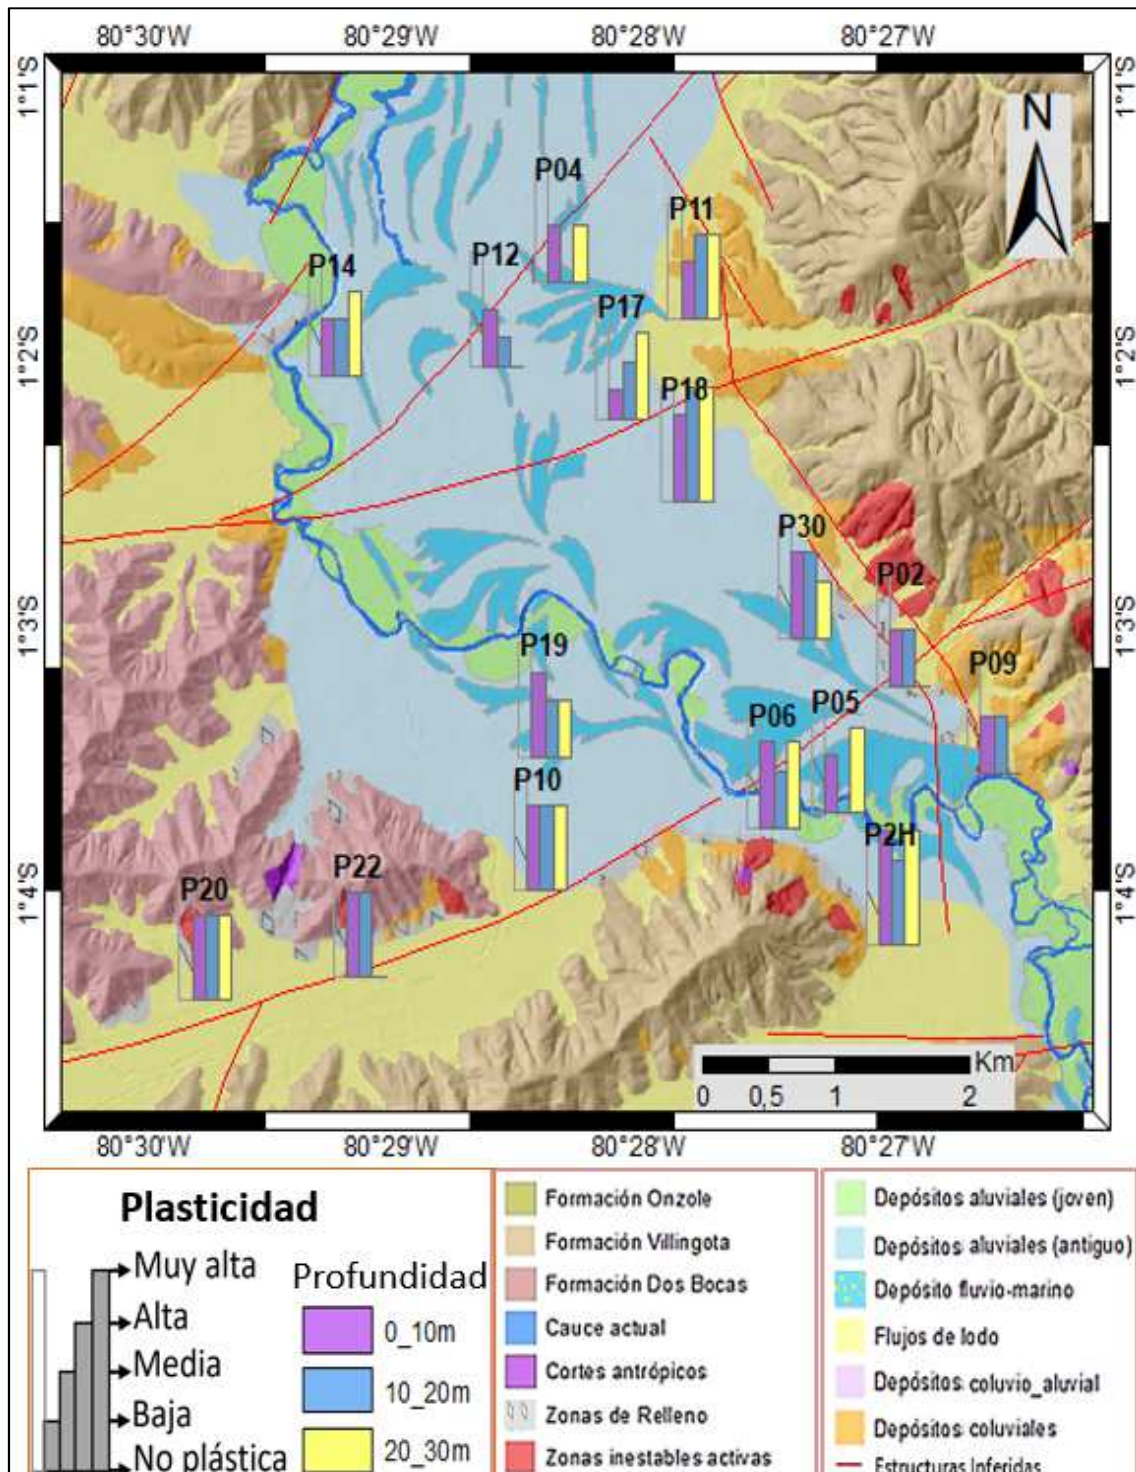 80°30'W 80°29'W 80°28'W 80°27'W
1°1'S
1°1'S
N
P04
P11
P12
P14
P17
1°2'S
1°2'S
P18
P30
P02
1°3'S
1°3'S
P19
P09
P05
P06
P10
P2H
P22
P20
1°4'S
1°4'S
Km
0 0,5 1 2
80°30'W 80°29'W 80°28'W 80°27'W
Plasticidad
Muy alta
Alta
Media
Baja
No plástica
Profundidad
0_10m
10_20m
20_30m
Formación Onzole
Formación Villingota
Formación Dos Bocas
Cauce actual
Cortes antrópicos
Zonas de Relleno
Zonas inestables activas
Depósitos aluviales (joven)
Depósitos aluviales (antiguo)
Depósito fluvio-marino
Flujos de lodo
Depósitos coluvio_aluvial
Depósitos coluviales
Estructuras Inferidas